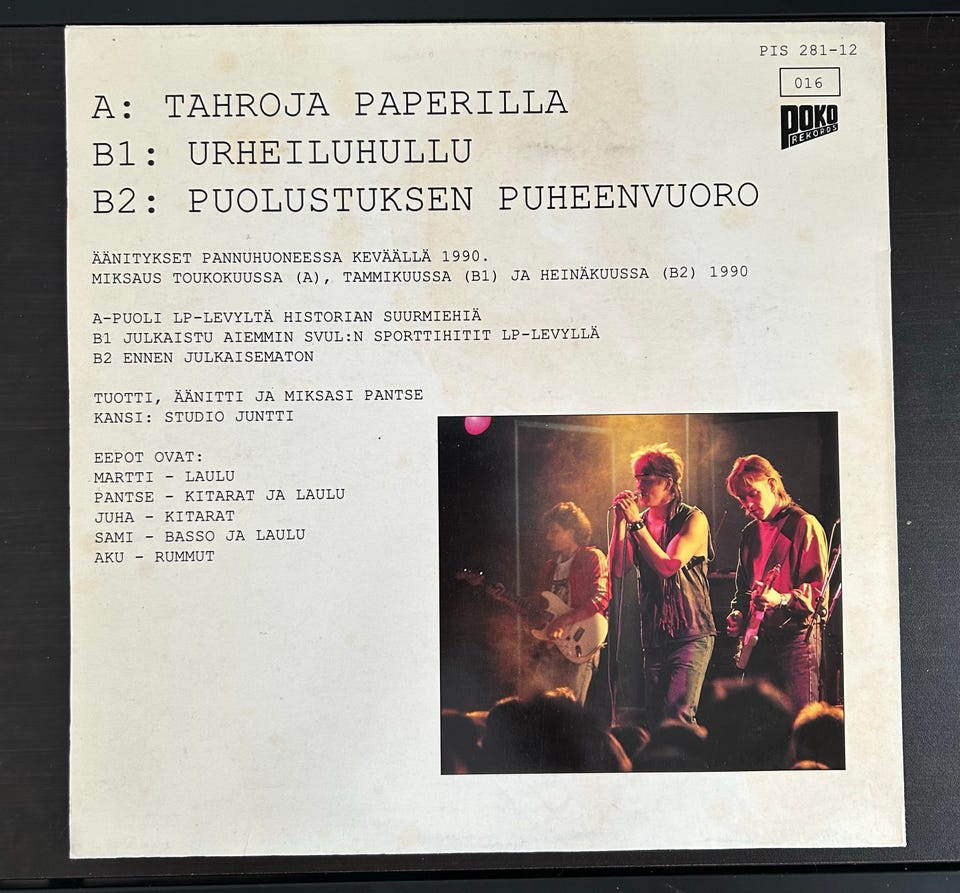 PIS 281-12
016
POKO
REKORDS
A: TAHROJA PAPERILLA
B1: URHEILUHULLU
B2: PUOLUSTUKSEN PUHEENVUORO
ÄÄNITYKSET PANNUHUONEESSA KEVÄÄLLÄ 1990.
MIKSAUS TOUKOKUUSSA (A), TAMMIKUUSSA (B1) JA HEINÄKUUSSA (B2) 1990
A-PUOLI LP-LEVYLTÄ HISTORIAN SUURMIEHIÄ
B1 JULKAISTU AIEMMIN SVUL:N SPORTTIHITIT LP-LEVYLLÄ
B2 ENNEN JULKAISEMATON
TUOTTI, ÄÄNITTI JA MIKSASI PANTSE
KANSI: STUDIO JUNTTI
EEPOT OVAT:
MARTTI - LAULU
PANTSE - KITARAT JA LAULU
JUHA - KITARAT
SAMI - BASSO JA LAULU
AKU - RUMMUT